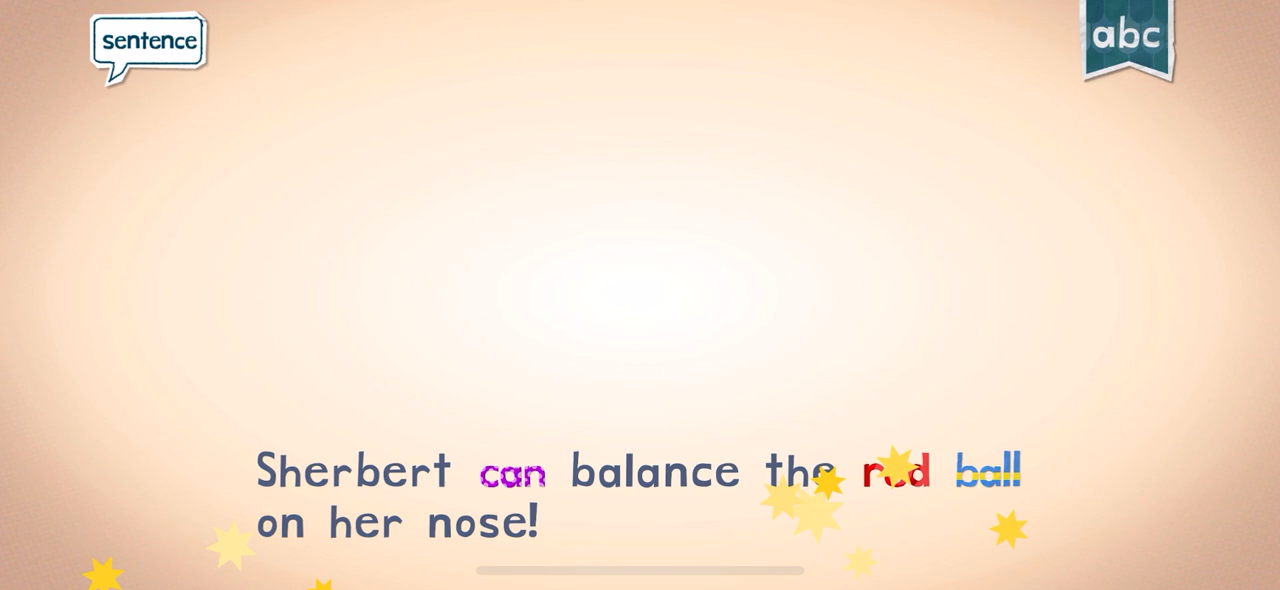 sentence
abc
Sherbert can balance the red ball
on her nose!